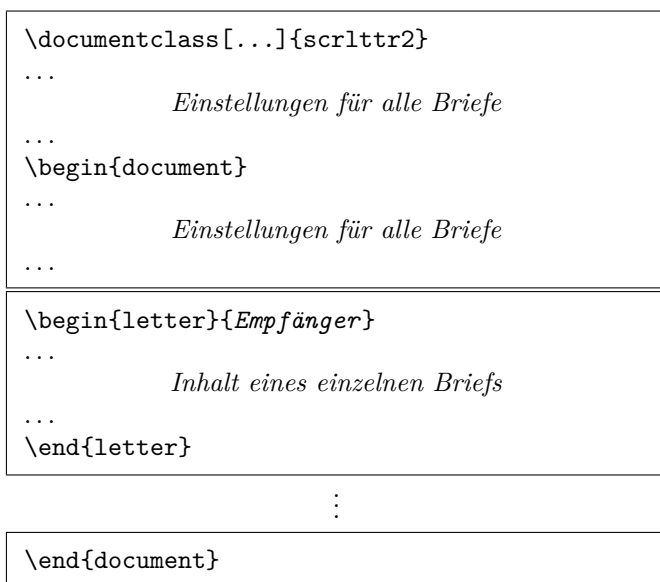 \documentclass[...]{scrlttr2}
...
Einstellungen für alle Briefe
...
\begin{document}
...
Einstellungen für alle Briefe
...
\begin{letter}{Empfänger}
...
Inhalt eines einzelnen Briefs
...
\end{letter}
⋮
\end{document}